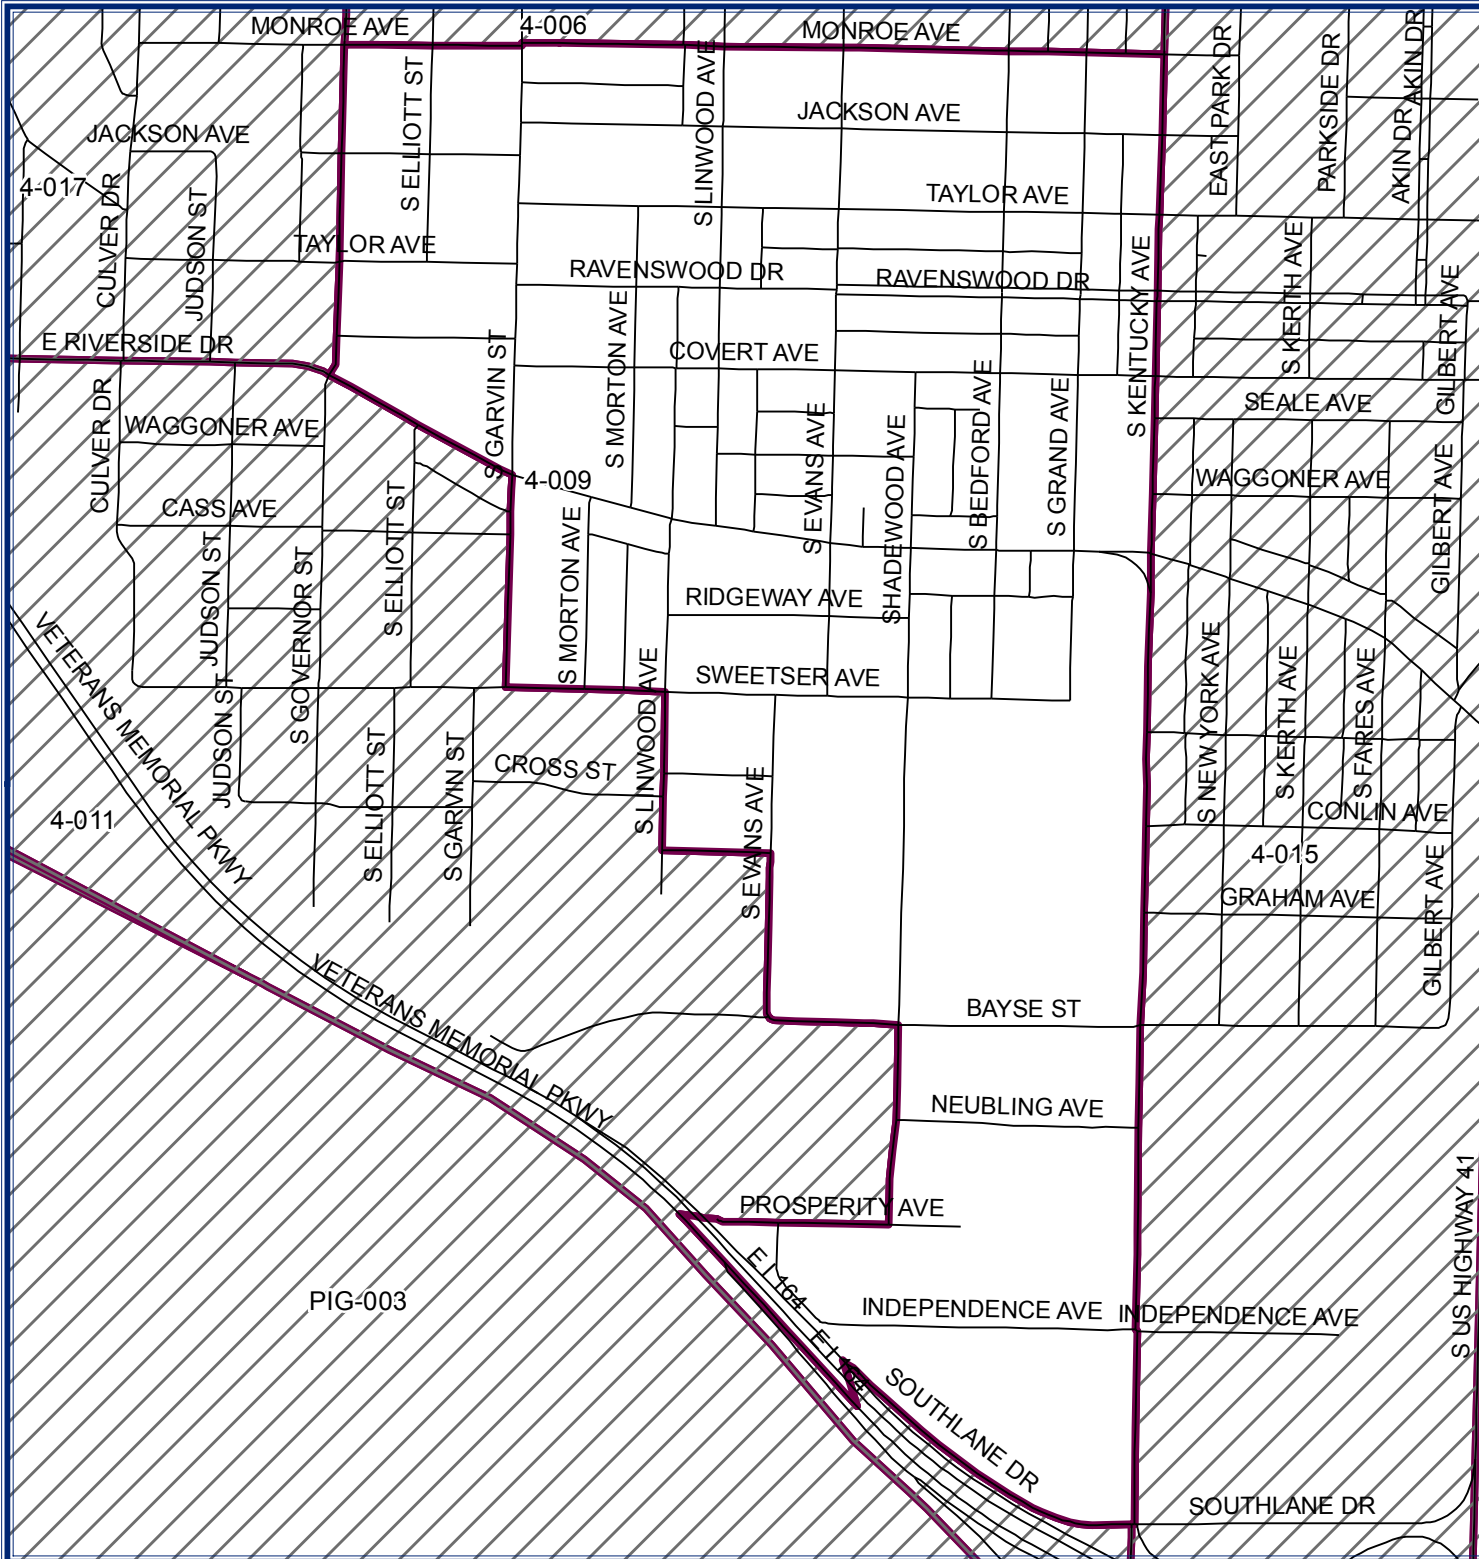 MONROE AVE
4-006
MONROE AVE
JACKSON AVE
JACKSON AVE
4-017
CULVER DR
JUDSON ST
S ELLIOTT ST
S LINWOOD AVE
EAST PARK DR
PARKSIDE DR
AKIN DR
AKIN DR
TAYLOR AVE
TAYLOR AVE
RAVENSWOOD DR
RAVENSWOOD DR
S KENTUCKY AVE
S KERTH AVE
GILBERT AVE
E RIVERSIDE DR
S GARVIN ST
S MORTON AVE
COVERT AVE
SEALE AVE
CULVER DR
WAGGONER AVE
S EVANS AVE
SHADEWOOD AVE
S BEDFORD AVE
S GRAND AVE
WAGGONER AVE
GILBERT AVE
4-009
CASS AVE
JUDSON ST
S GOVERNOR ST
S ELLIOTT ST
S MORTON AVE
RIDGEWAY AVE
SWEETSER AVE
VETERANS MEMORIAL PKWY
JUDSON ST
S ELLIOTT ST
S GARVIN ST
CROSS ST
S LINWOOD AVE
S EVANS AVE
S NEW YORK AVE
S KERTH AVE
S FARES AVE
CONLIN AVE
4-011
4-015
GRAHAM AVE
GILBERT AVE
VETERANS MEMORIAL PKWY
BAYSE ST
NEUBLING AVE
PROSPERITY AVE
S US HIGHWAY 41
E I 164
PIG-003
INDEPENDENCE AVE
INDEPENDENCE AVE
E I 164
SOUTHLANE DR
SOUTHLANE DR